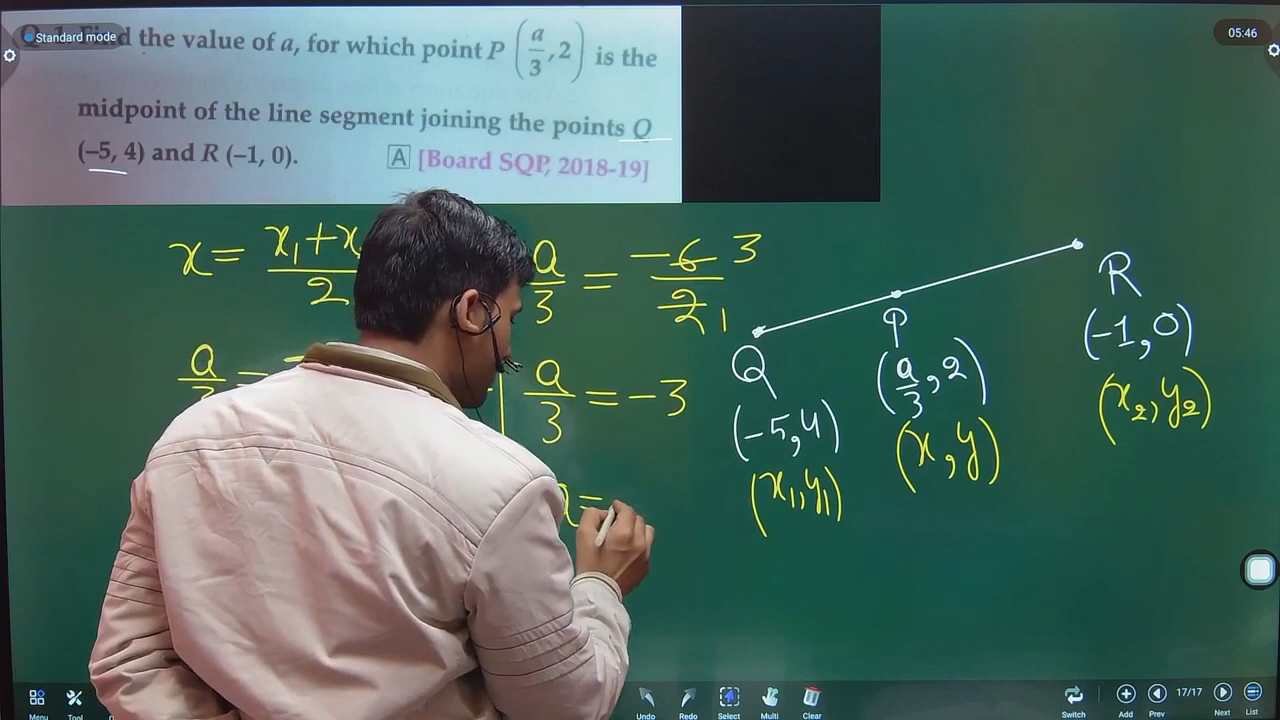 Standard mode
05:46
Find the value of a, for which point P (a/3, 2) is the
midpoint of the line segment joining the points Q
(–5, 4) and R (–1, 0). A [Board SQP, 2018-19]
x = x₁ + x / 2
a/3 = -6/2 3 1
a/3 =
a/3 = -3
a =
Q
(-5, 4)
(x₁, y₁)
P
(a/3, 2)
(x, y)
R
(-1, 0)
(x₂, y₂)
Menu
Tool
Undo
Redo
Select
Multi
Clear
Switch
Add
Prev
17/17
Next
List